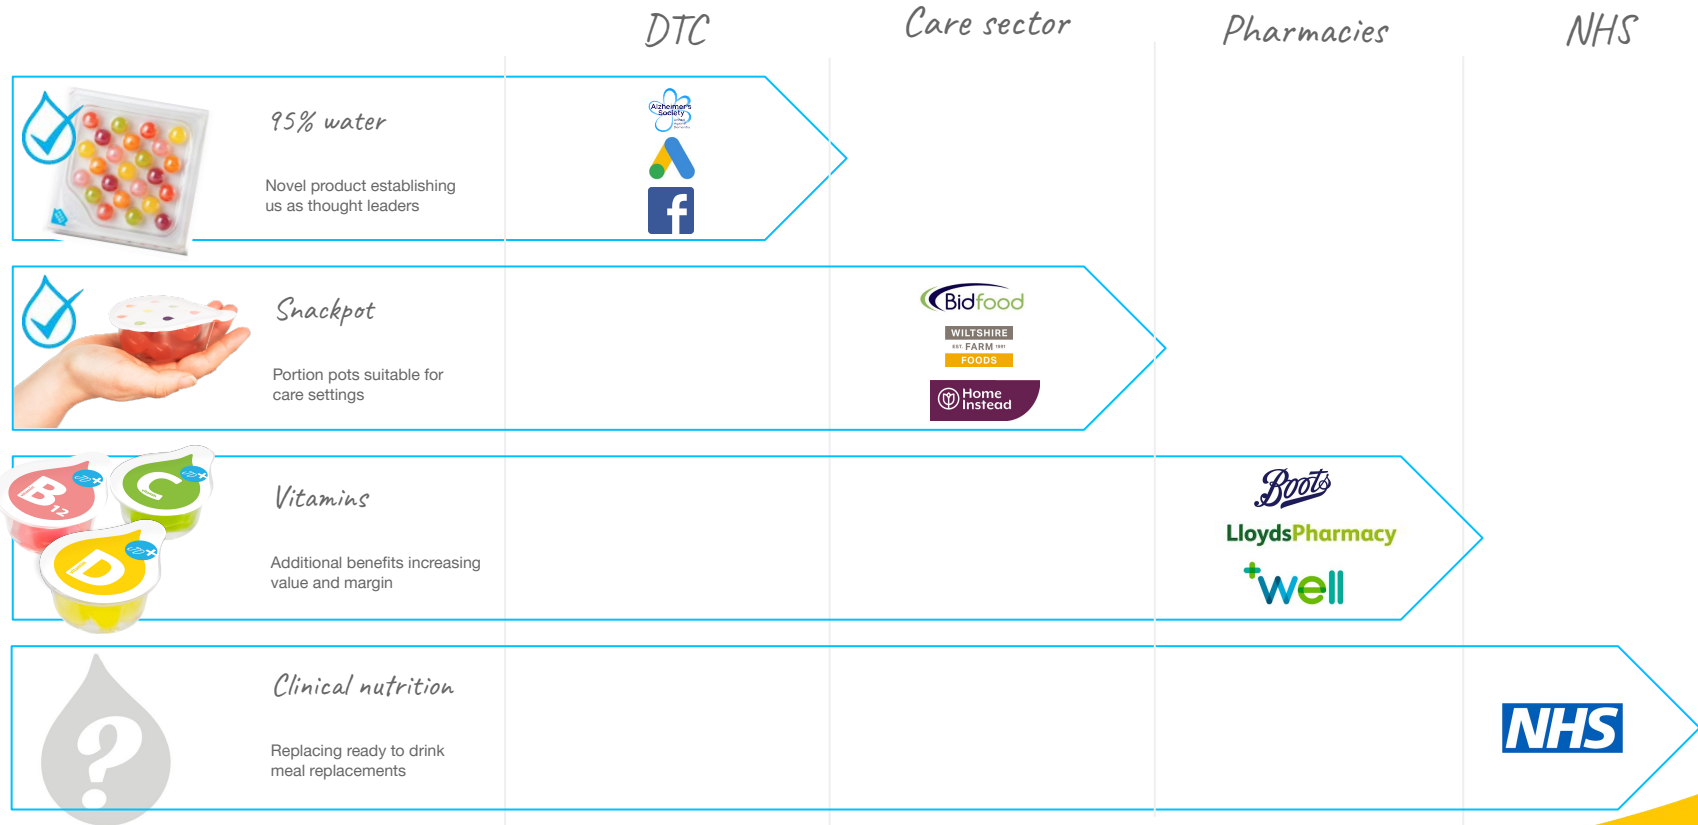 DTC
Care sector
Pharmacies
NHS
95% water
Novel product establishing
us as thought leaders
Alzheimer's
Society
f
Snackpot
Portion pots suitable for
care settings
Bidfood
WILTSHIRE
EST. FARM 1991
FOODS
Home
Instead
B
12
C
D
Vitamins
Additional benefits increasing
value and margin
Boots
LloydsPharmacy
+well
?
Clinical nutrition
Replacing ready to drink
meal replacements
NHS